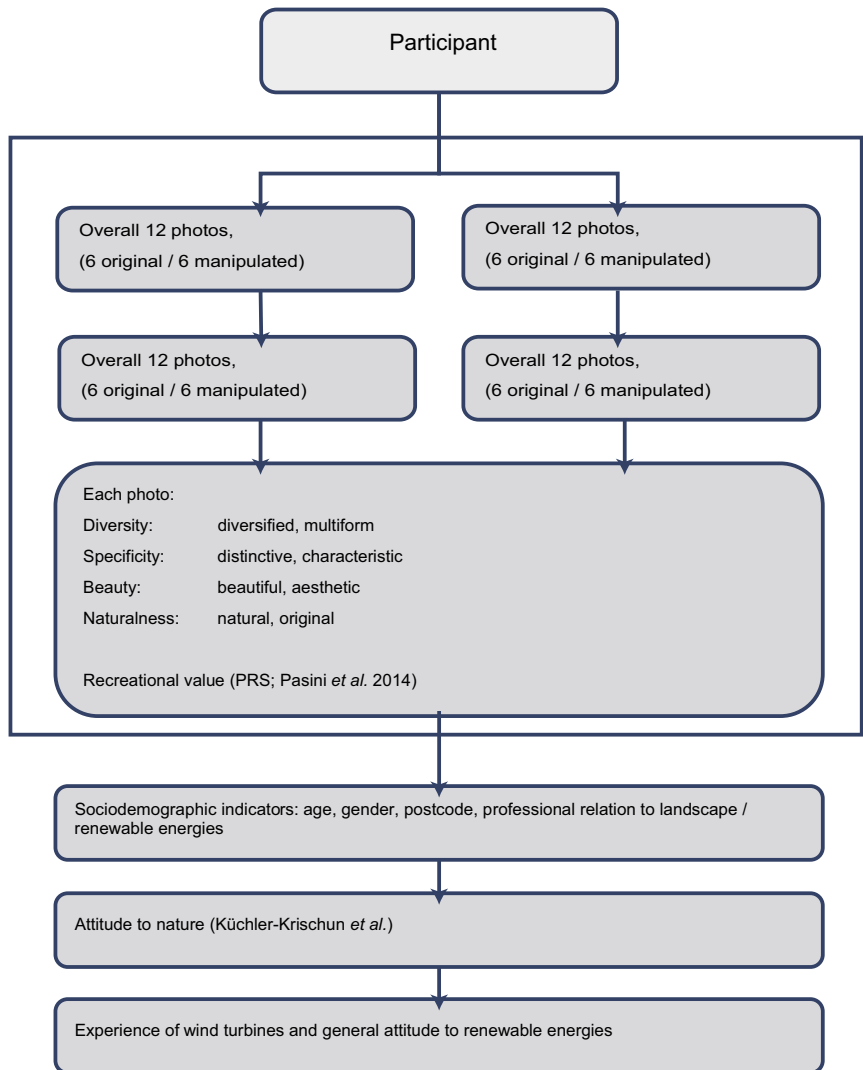 Participant
Overall 12 photos,
(6 original / 6 manipulated)
Overall 12 photos,
(6 original / 6 manipulated)
Overall 12 photos,
(6 original / 6 manipulated)
Overall 12 photos,
(6 original / 6 manipulated)
Each photo:
Diversity: diversified, multiform
Specificity: distinctive, characteristic
Beauty: beautiful, aesthetic
Naturalness: natural, original
Recreational value (PRS; Pasini et al. 2014)
Sociodemographic indicators: age, gender, postcode, professional relation to landscape /
renewable energies
Attitude to nature (Küchler-Krischun et al.)
Experience of wind turbines and general attitude to renewable energies